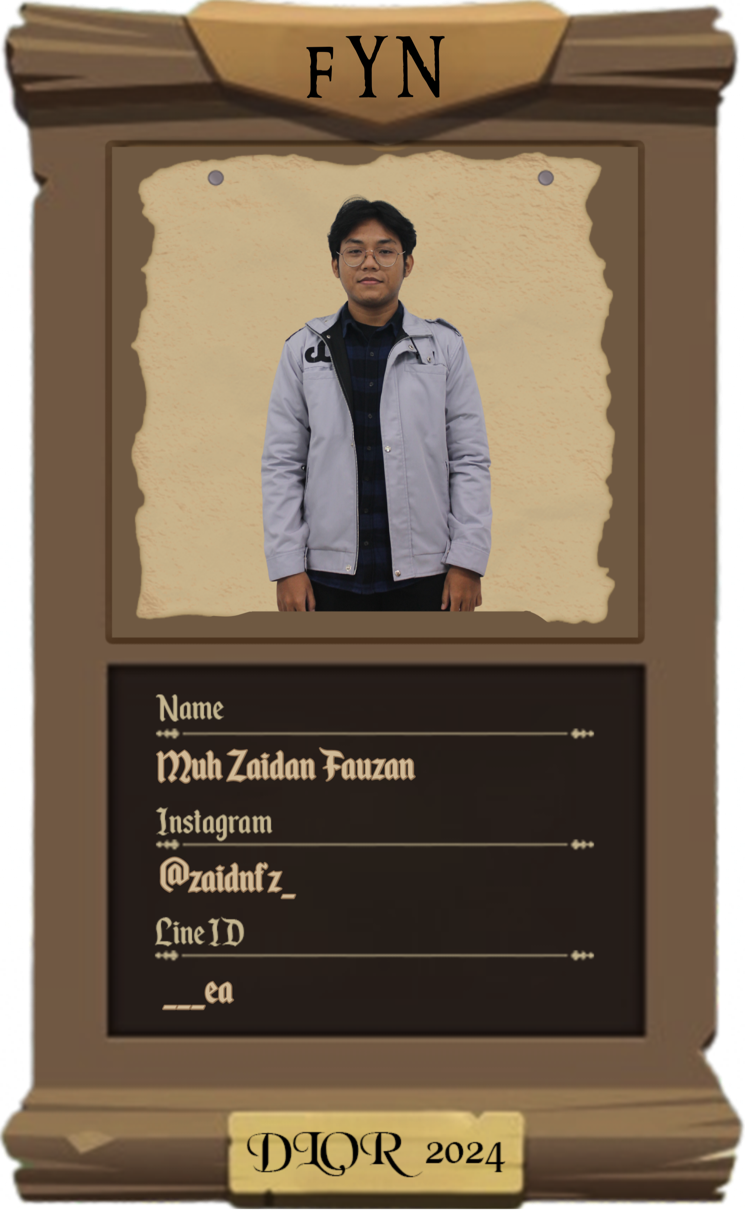 FYN
Name
Muh Zaidan Fauzan
Instagram
@zaidnfz_
Line ID
___ea
DLOR 2024